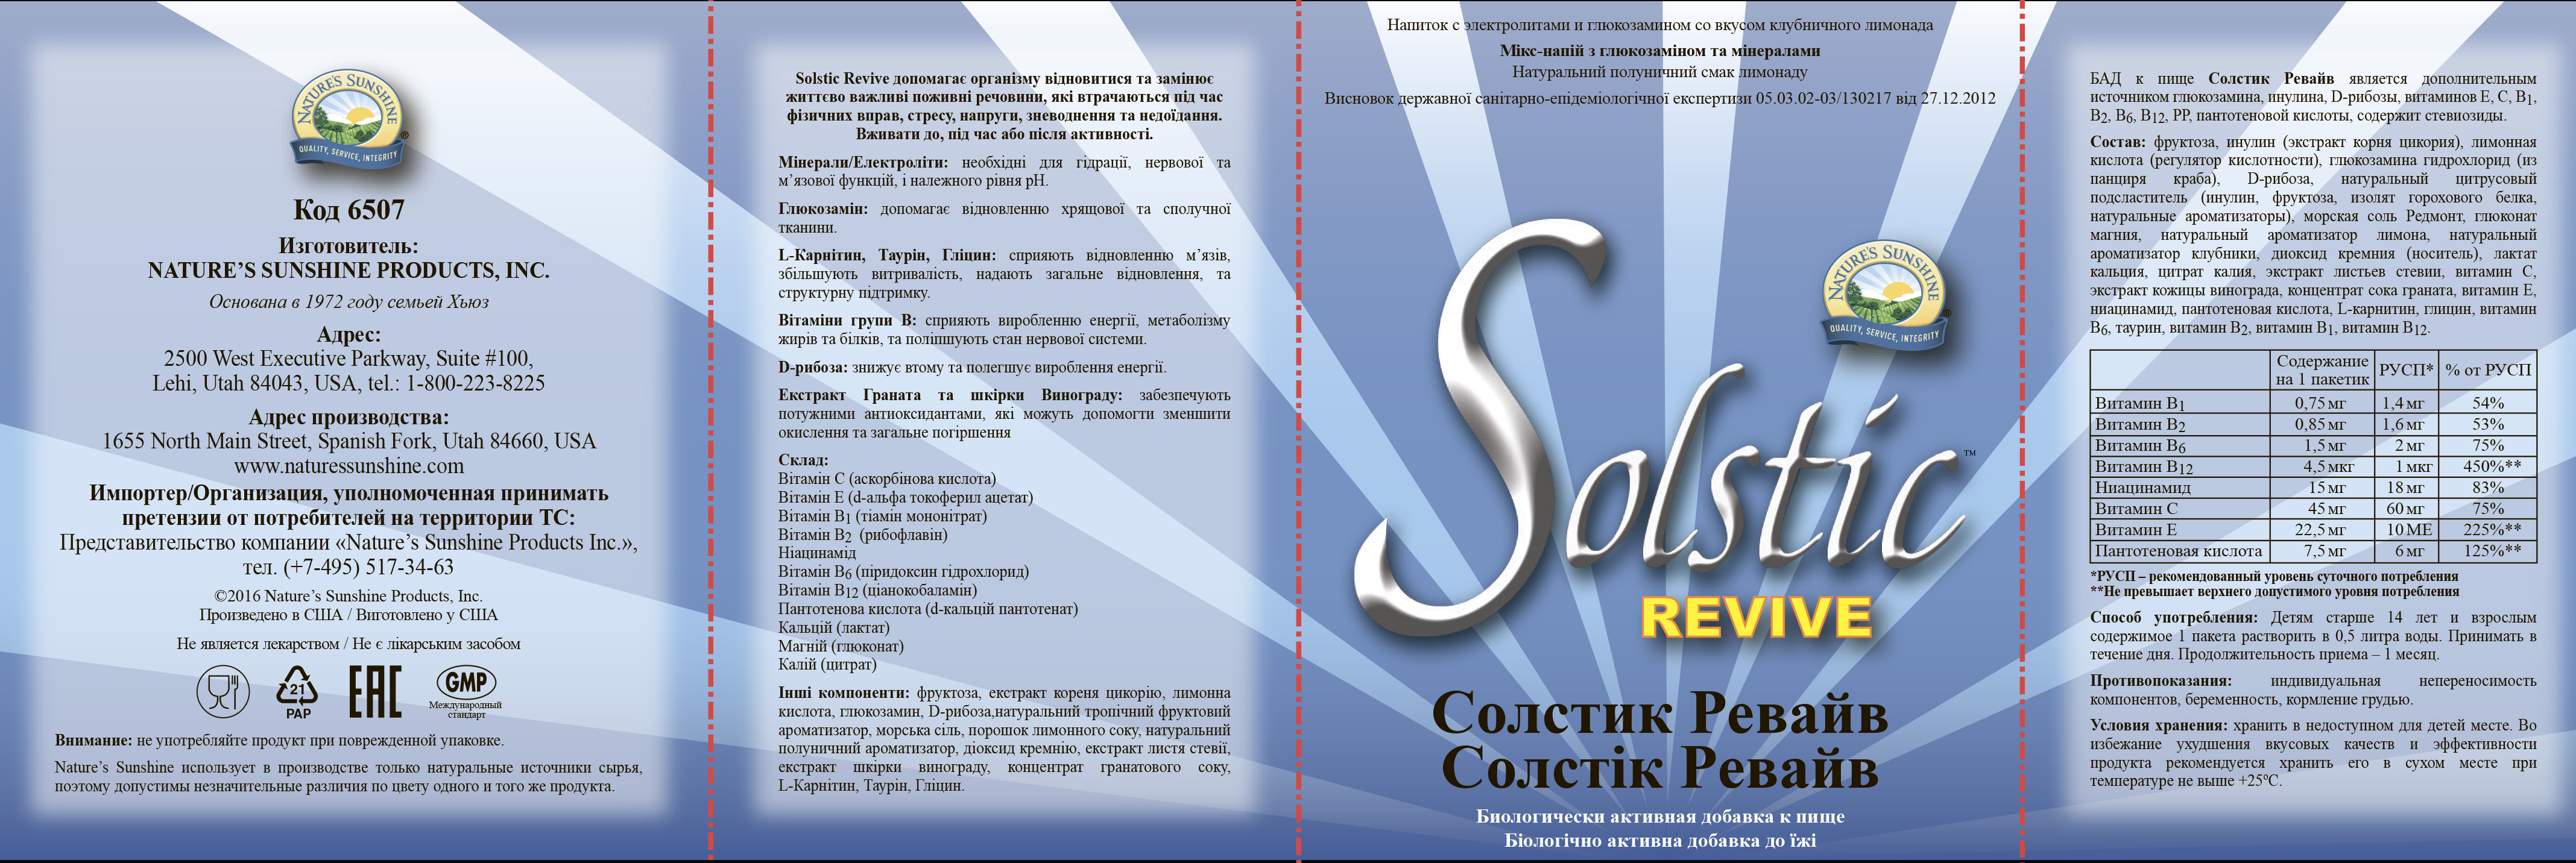 NATURE'S SUNSHINE
®
QUALITY, SERVICE, INTEGRITY
Код 6507
Изготовитель:
NATURE'S SUNSHINE PRODUCTS, INC.
Основана в 1972 году семьей Хьюз
Адрес:
2500 West Executive Parkway, Suite #100,
Lehi, Utah 84043, USA, tel.: 1-800-223-8225
Адрес производства:
1655 North Main Street, Spanish Fork, Utah 84660, USA
www.naturessunshine.com
Импортер/Организация, уполномоченная принимать
претензии от потребителей на территории ТС:
Представительство компании «Nature's Sunshine Products Inc.»,
тел. (+7-495) 517-34-63
©2016 Nature's Sunshine Products, Inc.
Произведено в США / Виготовлено у США
Не является лекарством / Не є лікарським засобом
21
PAP
EAC
GMP
Международный
стандарт
Внимание: не употребляйте продукт при поврежденной упаковке.
Nature's Sunshine использует в производстве только натуральные источники сырья,
поэтому допустимы незначительные различия по цвету одного и того же продукта.
Solstic Revive допомагає організму відновитися та замінює
життєво важливі поживні речовини, які втрачаються під час
фізичних вправ, стресу, напруги, зневоднення та недоїдання.
Вживати до, під час або після активності.
Мінерали/Електроліти: необхідні для гідрації, нервової та
м'язової функцій, і належного рівня pH.
Глюкозамін: допомагає відновленню хрящової та сполучної
тканини.
L-Карнітин, Таурін, Гліцин: сприяють відновленню м'язів,
збільшують витривалість, надають загальне відновлення, та
структурну підтримку.
Вітаміни групи В: сприяють виробленню енергії, метаболізму
жирів та білків, та поліпшують стан нервової системи.
D-рибоза: знижує втому та полегшує вироблення енергії.
Екстракт Граната та шкірки Винограду: забезпечують
потужними антиоксидантами, які можуть допомогти зменшити
окислення та загальне погіршення
Склад:
Вітамін С (аскорбінова кислота)
Вітамін Е (d-альфа токоферил ацетат)
Вітамін В1 (тіамін мононітрат)
Вітамін В2 (рибофлавін)
Ніацинамід
Вітамін В6 (піридоксин гідрохлорид)
Вітамін В12 (ціанокобаламін)
Пантотенова кислота (d-кальцій пантотенат)
Кальцій (лактат)
Магній (глюконат)
Калій (цитрат)
Інші компоненти: фруктоза, екстракт кореня цикорію, лимонна
кислота, глюкозамин, D-рибоза,натуральний тропічний фруктовий
ароматизатор, морська сіль, порошок лимонного соку, натуральний
полуничний ароматизатор, діоксид кремнію, екстракт листя стевії,
екстракт шкірки винограду, концентрат гранатового соку,
L-Карнітин, Таурін, Гліцин.
Напиток с электролитами и глюкозамином со вкусом клубничного лимонада
Мікс-напій з глюкозаміном та мінералами
Натуральний полуничний смак лимонаду
Висновок державної санітарно-епідеміологічної експертизи 05.03.02-03/130217 від 27.12.2012
NATURE'S SUNSHINE
®
QUALITY, SERVICE, INTEGRITY
Solstic™
REVIVE
Солстик Ревайв
Солстік Ревайв
Биологически активная добавка к пище
Біологічно активна добавка до їжі
БАД к пище Солстик Ревайв является дополнительным
источником глюкозамина, инулина, D-рибозы, витаминов Е, С, В1,
В2, В6, В12, РР, пантотеновой кислоты, содержит стевиозиды.
Состав: фруктоза, инулин (экстракт корня цикория), лимонная
кислота (регулятор кислотности), глюкозамина гидрохлорид (из
панциря краба), D-рибоза, натуральный цитрусовый
подсластитель (инулин, фруктоза, изолят горохового белка,
натуральные ароматизаторы), морская соль Редмонт, глюконат
магния, натуральный ароматизатор лимона, натуральный
ароматизатор клубники, диоксид кремния (носитель), лактат
кальция, цитрат калия, экстракт листьев стевии, витамин С,
экстракт кожицы винограда, концентрат сока граната, витамин Е,
ниацинамид, пантотеновая кислота, L-карнитин, глицин, витамин
В6, таурин, витамин В2, витамин В1, витамин В12.
Содержание на 1 пакетик РУСП* % от РУСП
Витамин В1 0,75 мг 1,4 мг 54%
Витамин В2 0,85 мг 1,6 мг 53%
Витамин В6 1,5 мг 2 мг 75%
Витамин В12 4,5 мкг 1 мкг 450%**
Ниацинамид 15 мг 18 мг 83%
Витамин С 45 мг 60 мг 75%
Витамин Е 22,5 мг 10 МЕ 225%**
Пантотеновая кислота 7,5 мг 6 мг 125%**
*РУСП – рекомендованный уровень суточного потребления
**Не превышает верхнего допустимого уровня потребления
Способ употребления: Детям старше 14 лет и взрослым
содержимое 1 пакета растворить в 0,5 литра воды. Принимать в
течение дня. Продолжительность приема – 1 месяц.
Противопоказания: индивидуальная непереносимость
компонентов, беременность, кормление грудью.
Условия хранения: хранить в недоступном для детей месте. Во
избежание ухудшения вкусовых качеств и эффективности
продукта рекомендуется хранить его в сухом месте при
температуре не выше +25ºС.